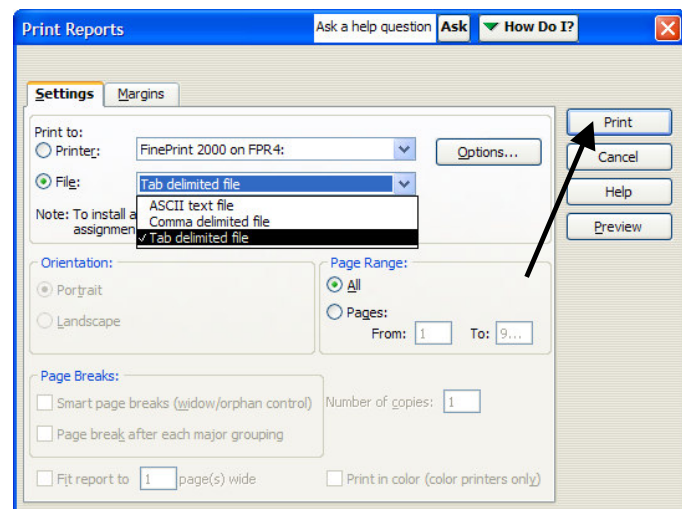 Print Reports Ask a help question Ask How Do I?
Settings Margins
Print to:
Printer: FinePrint 2000 on FPR4: Options...
File: Tab delimited file
ASCII text file
Comma delimited file
✓ Tab delimited file
Note: To install a
assignmen
Print
Cancel
Help
Preview
Orientation:
Portrait
Landscape
Page Range:
All
Pages:
From: 1 To: 9...
Page Breaks:
Smart page breaks (widow/orphan control)
Page break after each major grouping
Number of copies: 1
Fit report to 1 page(s) wide
Print in color (color printers only)